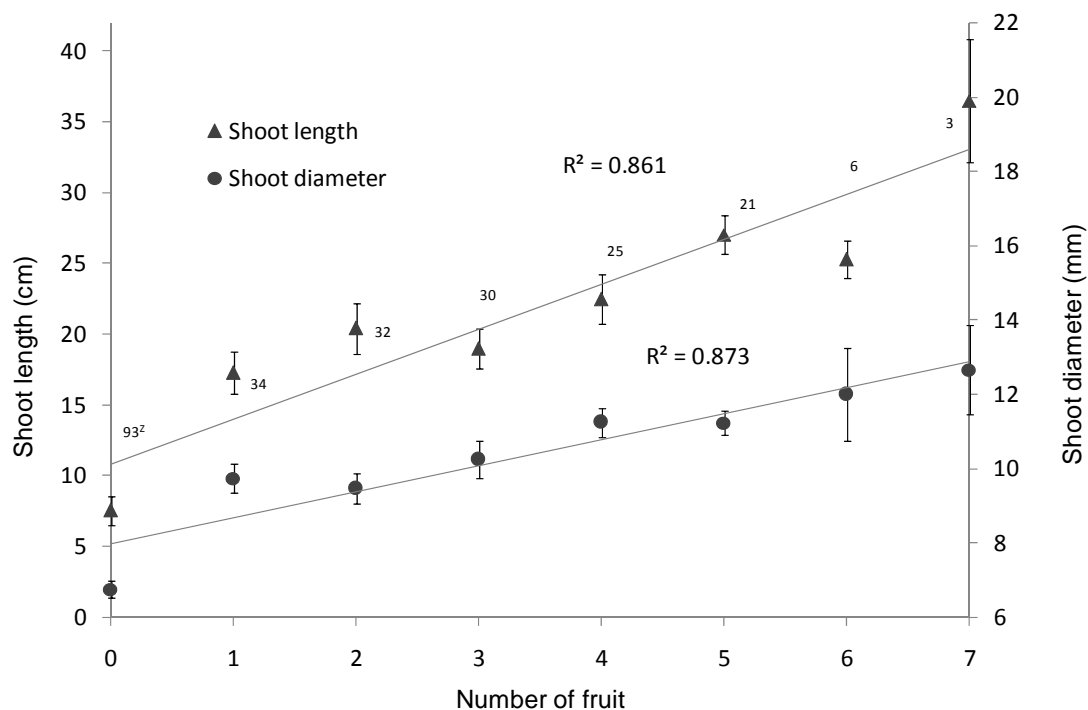 22
40
20
35
Shoot length
3
R² = 0.861
6
30
Shoot diameter
18
21
25
16
25
30
20
32
14
R² = 0.873
34
15
12
93ᶻ
10
10
5
8
0
6
0 1 2 3 4 5 6 7
Number of fruit
Shoot length (cm)
Shoot diameter (mm)